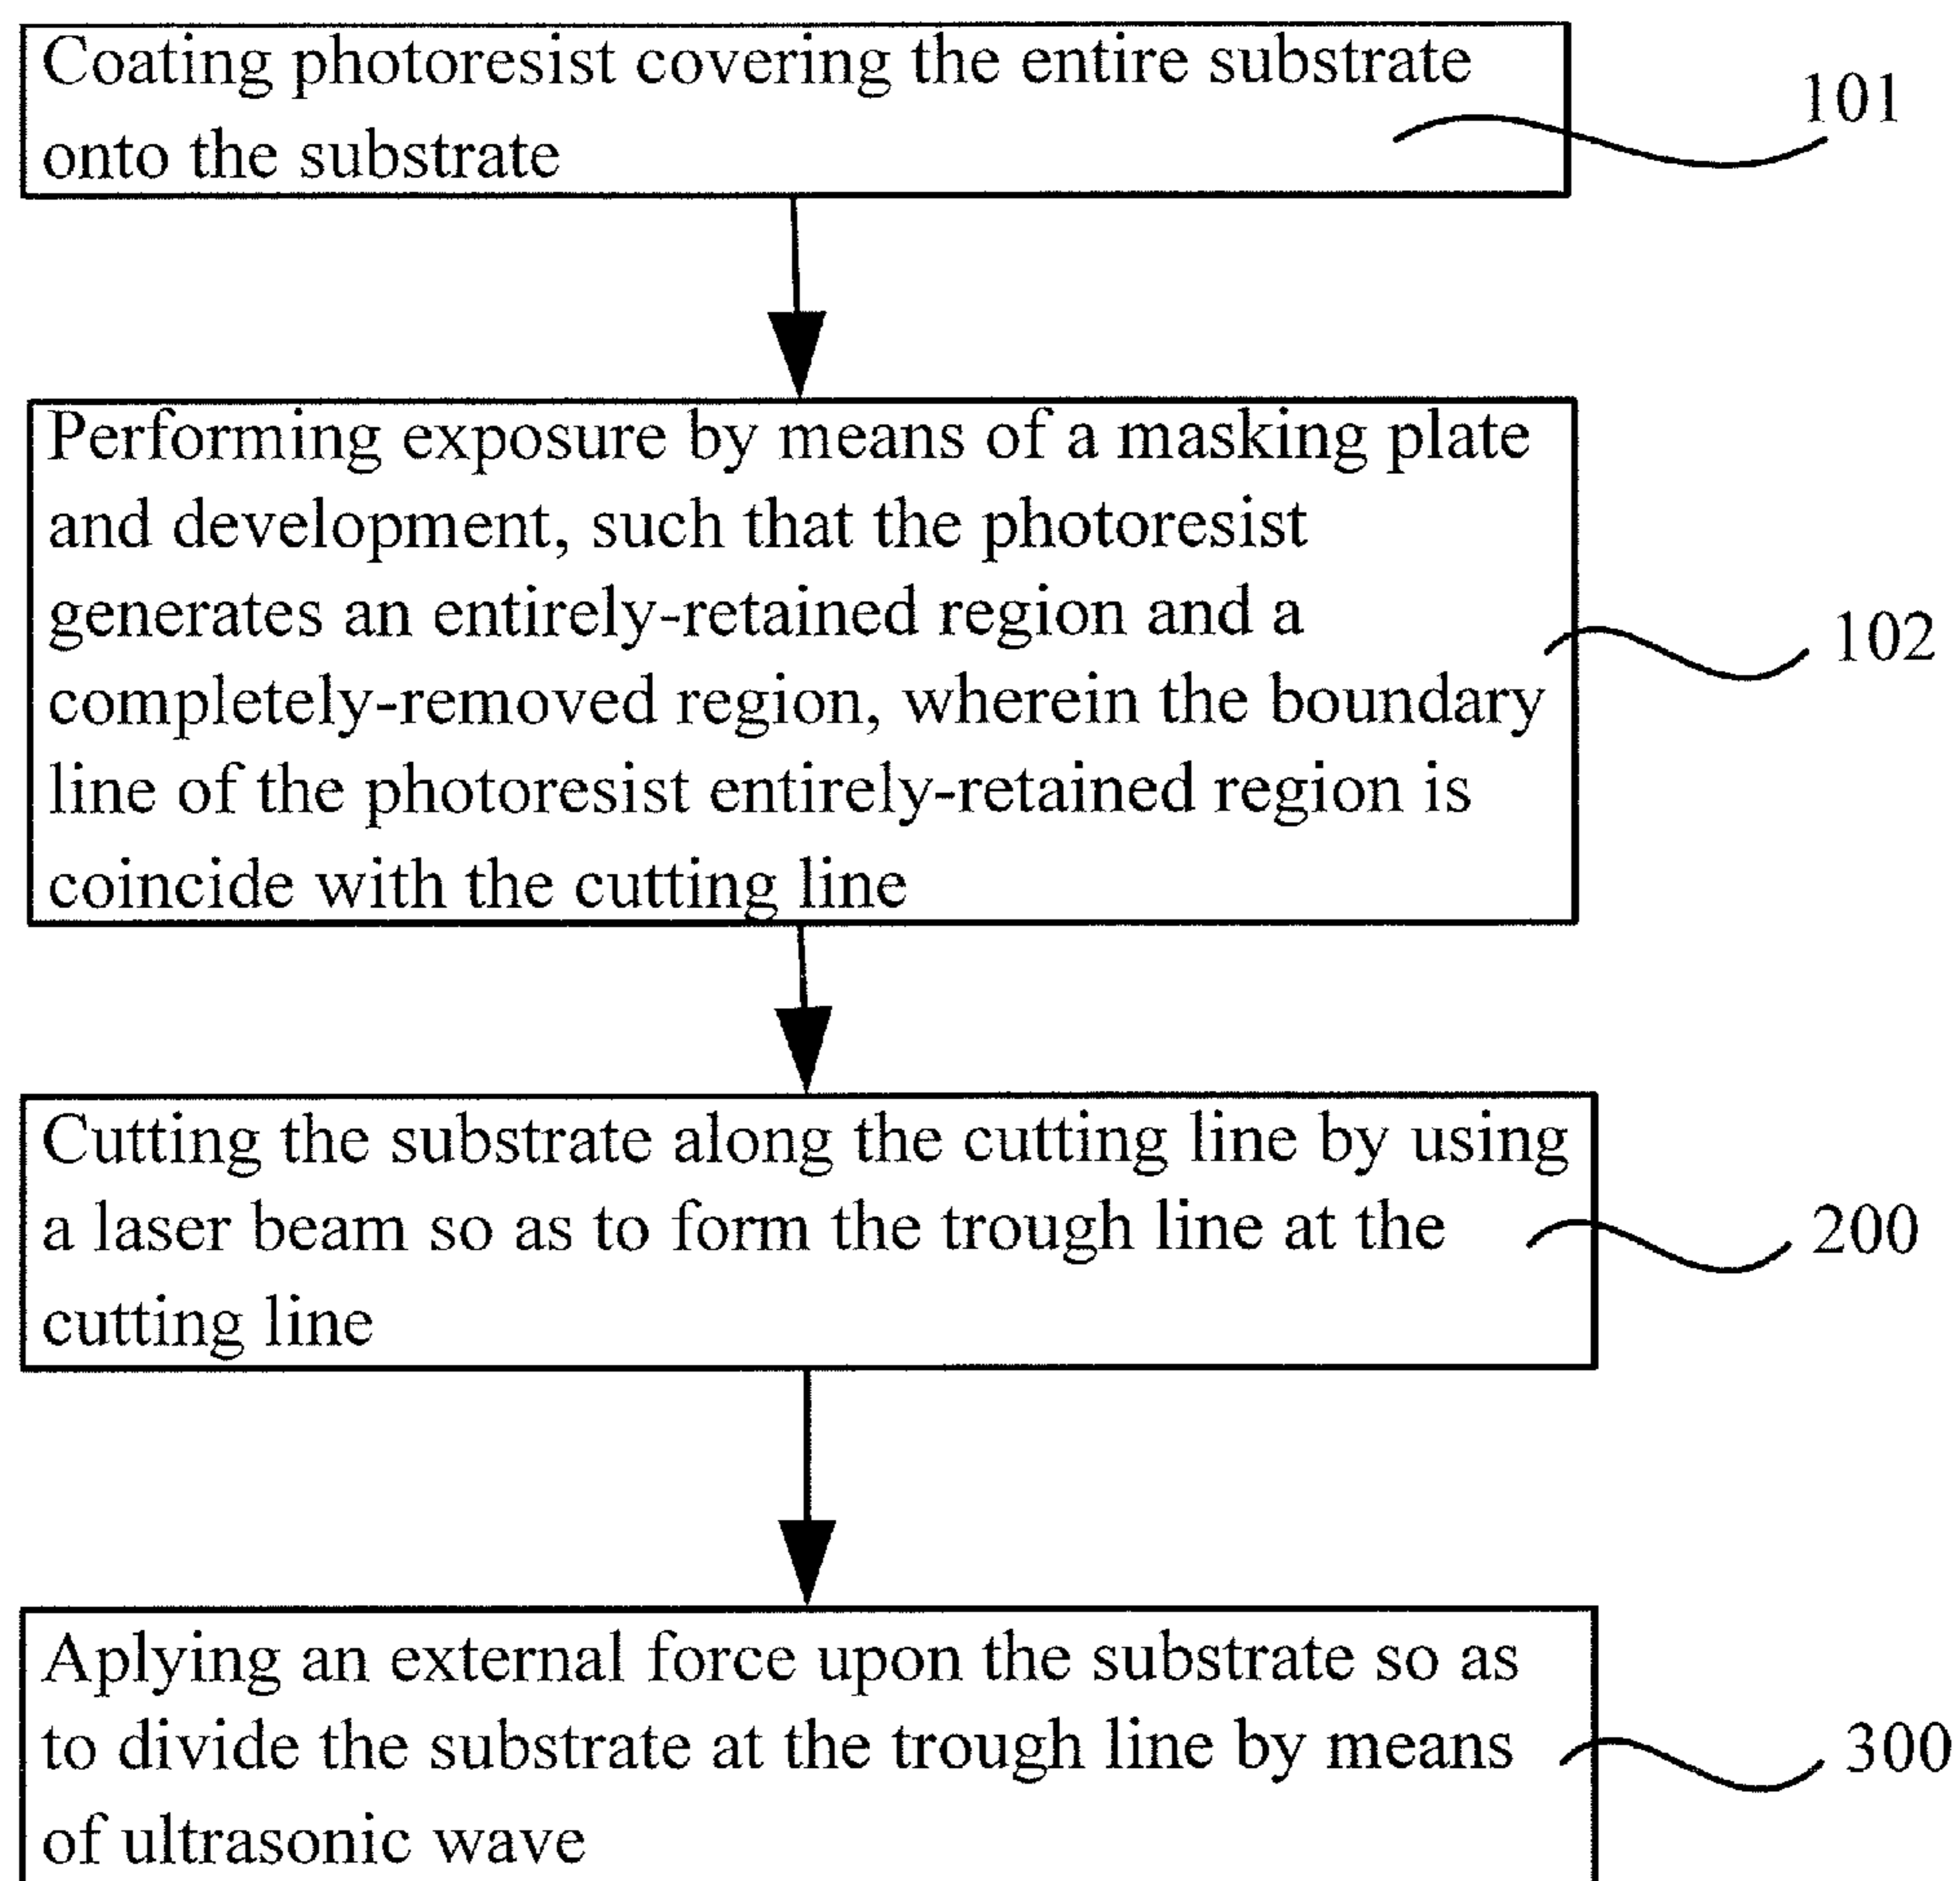 Coating photoresist covering the entire substrate
onto the substrate
101
Performing exposure by means of a masking plate
and development, such that the photoresist
generates an entirely-retained region and a
completely-removed region, wherein the boundary
line of the photoresist entirely-retained region is
coincide with the cutting line
102
Cutting the substrate along the cutting line by using
a laser beam so as to form the trough line at the
cutting line
200
Aplying an external force upon the substrate so as
to divide the substrate at the trough line by means
of ultrasonic wave
300